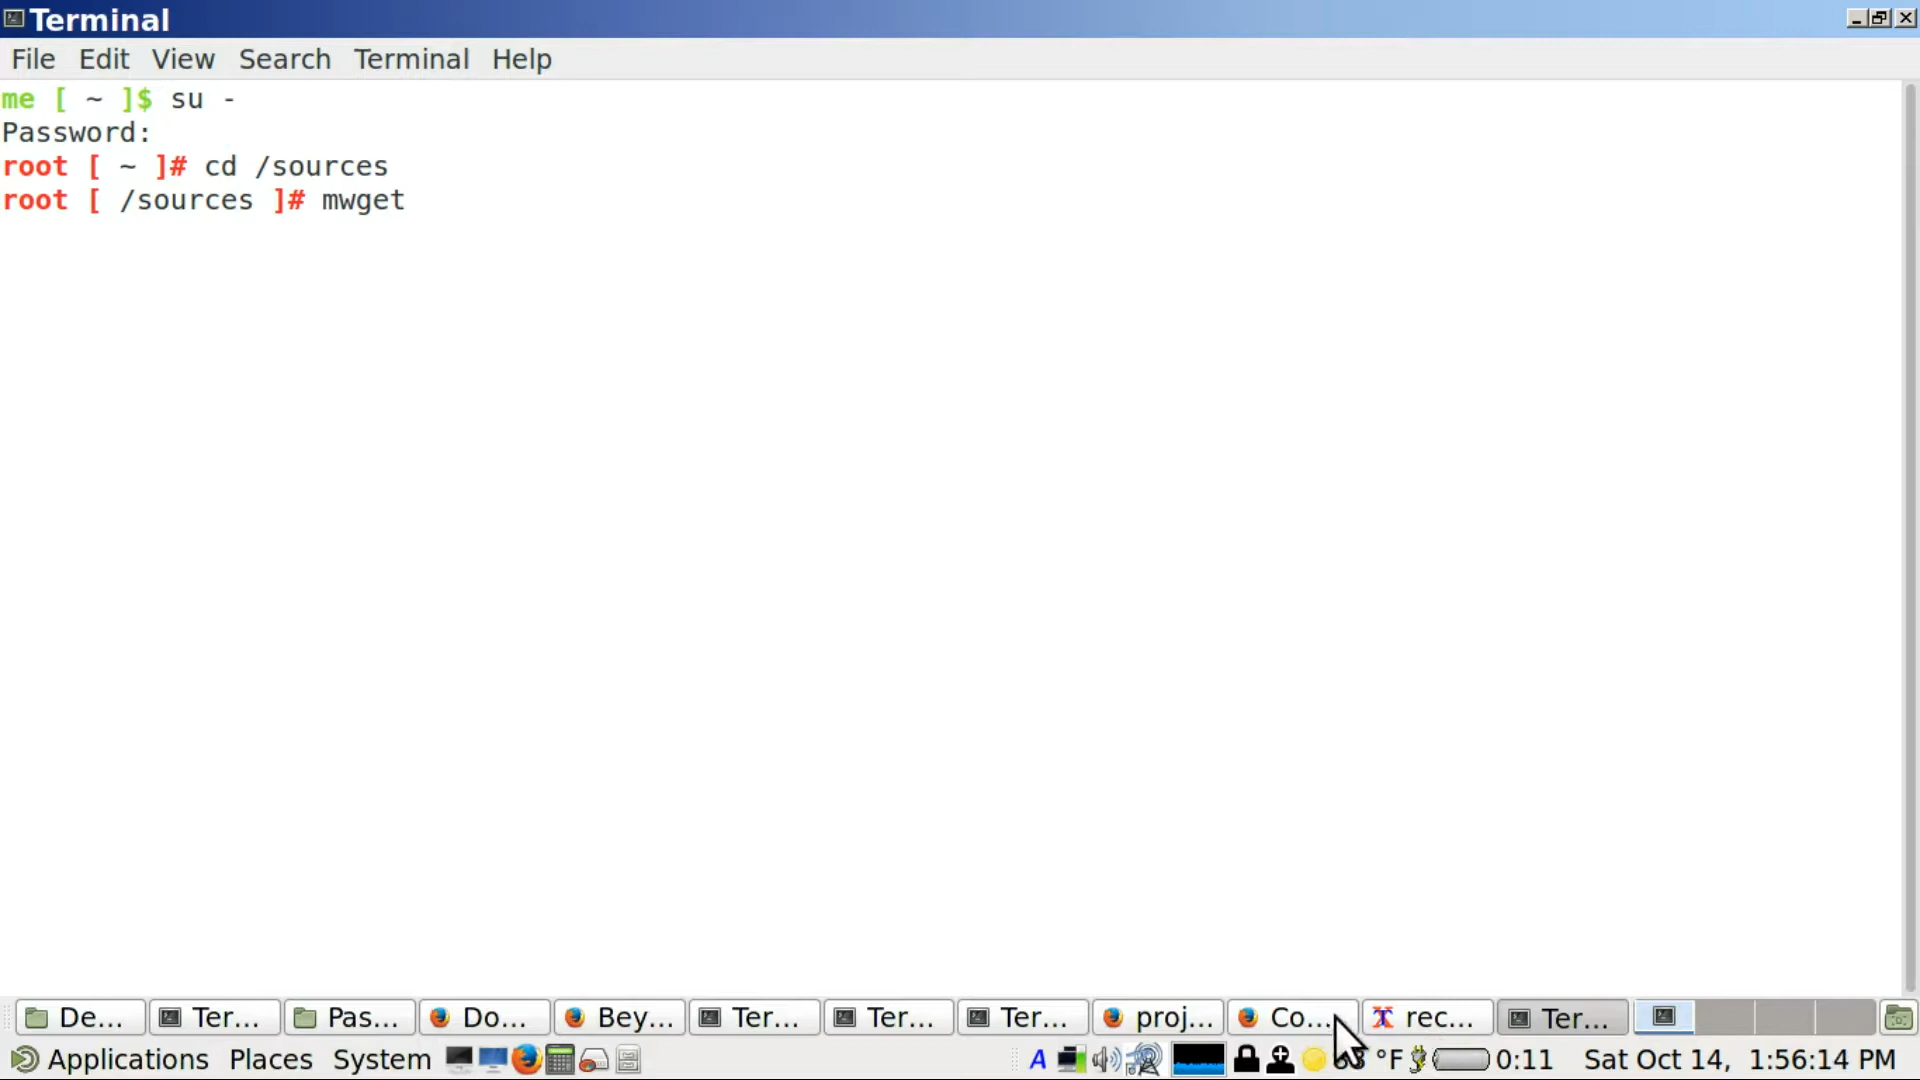 Terminal
File Edit View Search Terminal Help
me [ ~ ]$ su -
Password:
root [ ~ ]# cd /sources
root [ /sources ]# mwget
De... Ter... Pas... Do... Bey... Ter... Ter... Ter... proj... Co... rec... Ter...
Applications Places System A °F 0:11 Sat Oct 14, 1:56:14 PM